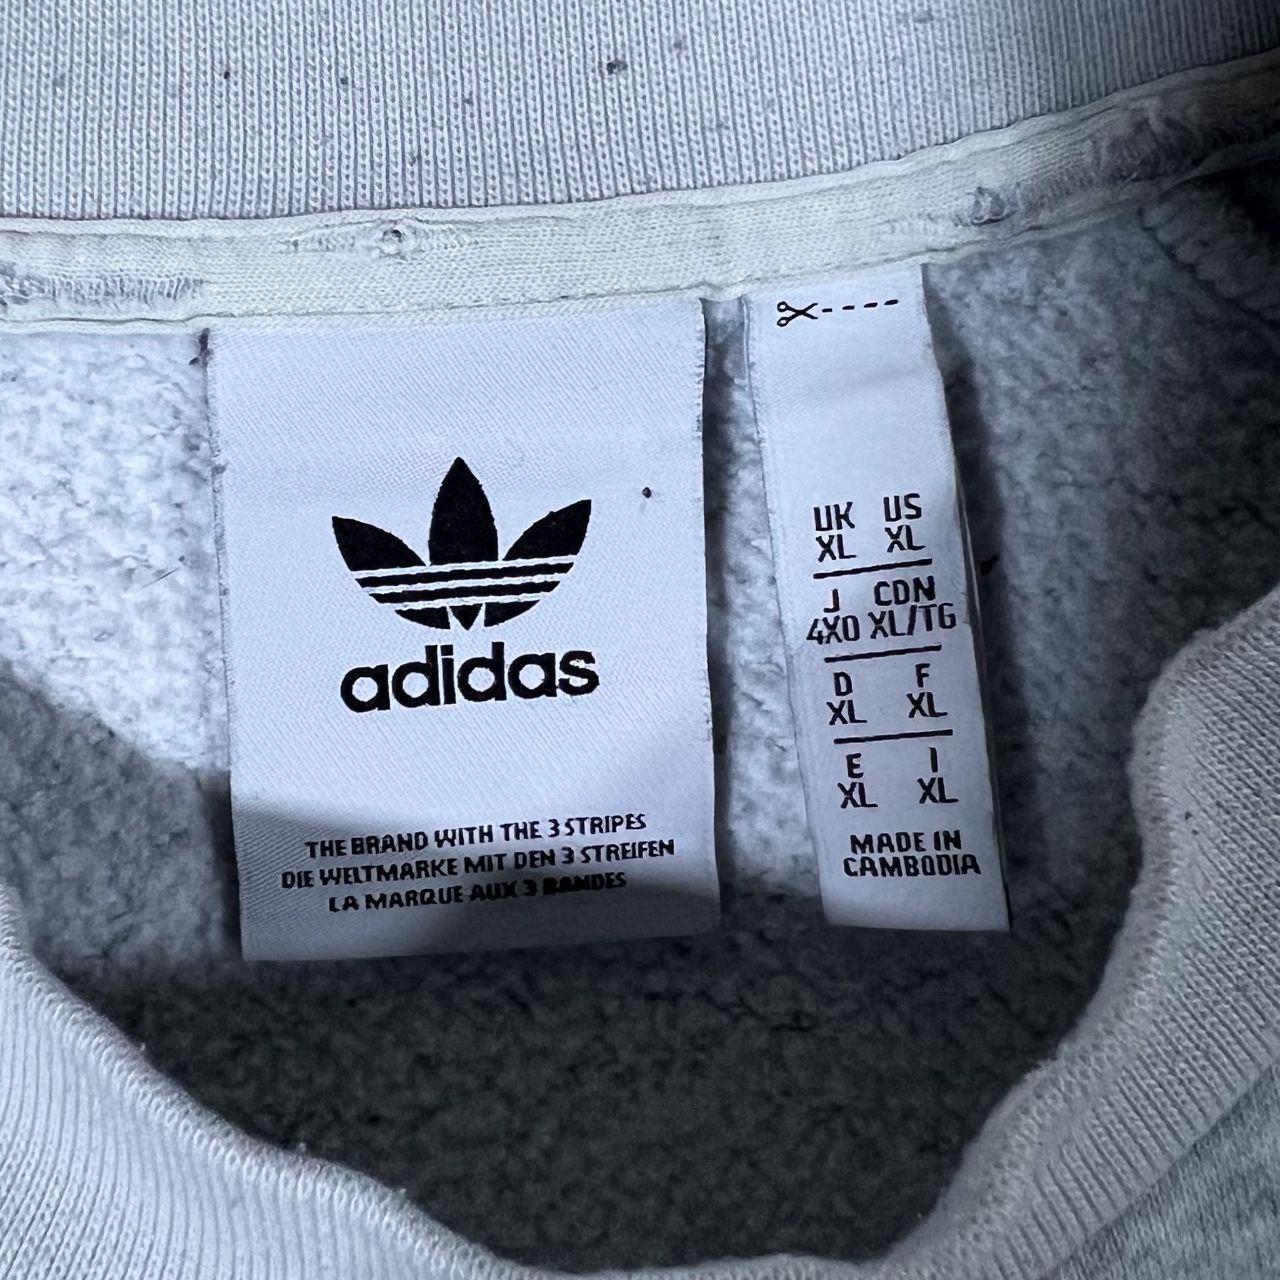 adidas
THE BRAND WITH THE 3 STRIPES
DIE WELTMARKE MIT DEN 3 STREIFEN
LA MARQUE AUX 3 BANDES
UK US
XL XL
J CDN
4XO XL/TG
D F
XL XL
E I
XL XL
MADE IN
CAMBODIA